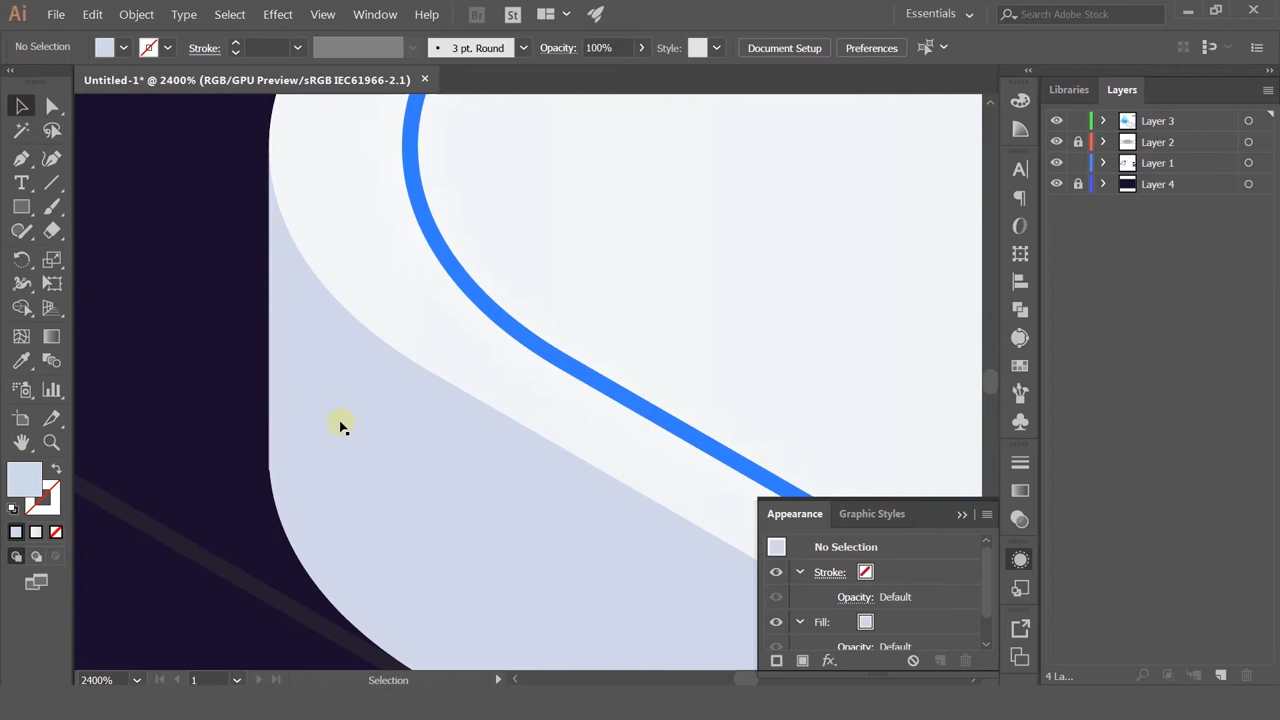 Ai File Edit Object Type Select Effect View Window Help Br St Essentials Search Adobe Stock
No Selection Stroke: 3 pt. Round Opacity: 100% Style: Document Setup Preferences
Untitled-1* @ 2400% (RGB/GPU Preview/sRGB IEC61966-2.1) ×
Libraries Layers
Layer 3
Layer 2
Layer 1
Layer 4
Appearance Graphic Styles
No Selection
Stroke:
Opacity: Default
Fill:
Opacity: Default
fx.
2400% 1 Selection
4 La...